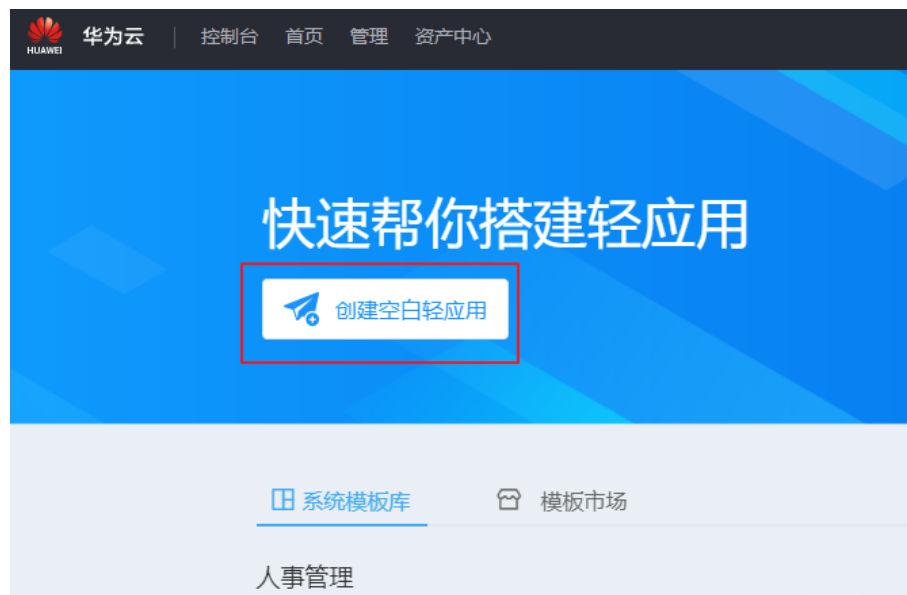 HUAWEI 华为云 | 控制台 首页 管理 资产中心
快速帮你搭建轻应用
创建空白轻应用
系统模板库 模板市场
人事管理